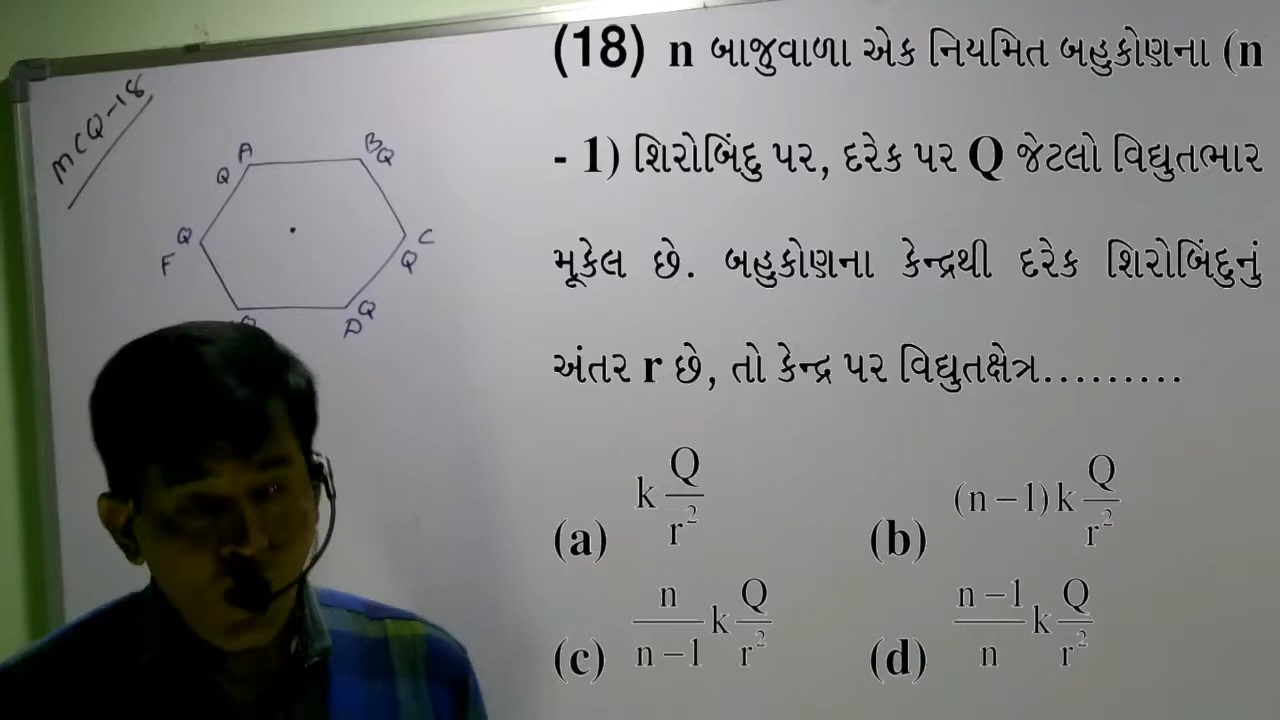 MCQ-18
A
Q
B
Q
Q
F
C
Q
Q
D
(18) n બાજુવાળા એક નિયમિત બહુકોણના (n
- 1) શિરોબિંદુ પર, દરેક પર Q જેટલો વિદ્યુતભાર
મૂકેલ છે. બહુકોણના કેન્દ્રથી દરેક શિરોબિંદુનું
અંતર r છે, તો કેન્દ્ર પર વિદ્યુતક્ષેત્ર.........
(a) k Q/r²
(b) (n−1) k Q/r²
(c) n/n−1 k Q/r²
(d) n−1/n k Q/r²